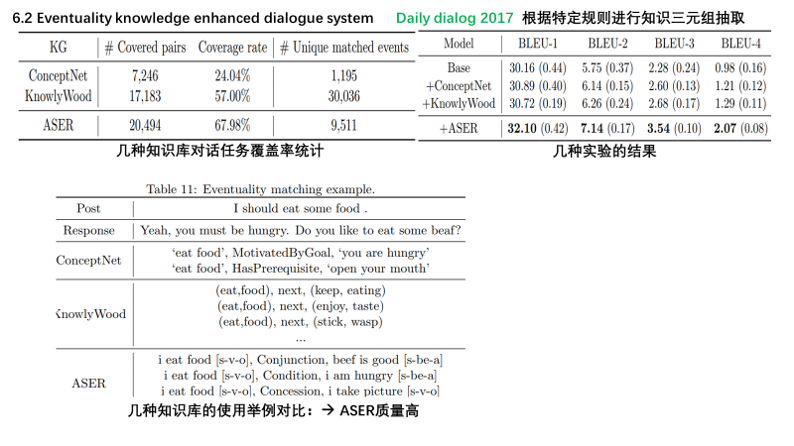 6.2 Eventuality knowledge enhanced dialogue system Daily dialog 2017 根据特定规则进行知识三元组抽取
KG # Covered pairs Coverage rate # Unique matched events
ConceptNet 7,246 24.04% 1,195
KnowlyWood 17,183 57.00% 30,036
ASER 20,494 67.98% 9,511
几种知识库对话任务覆盖率统计
Model BLEU-1 BLEU-2 BLEU-3 BLEU-4
Base 30.16 (0.44) 5.75 (0.37) 2.28 (0.24) 0.98 (0.16)
+ConceptNet 30.89 (0.40) 6.14 (0.15) 2.60 (0.13) 1.21 (0.12)
+KnowlyWood 30.72 (0.19) 6.26 (0.24) 2.68 (0.17) 1.29 (0.11)
+ASER 32.10 (0.42) 7.14 (0.17) 3.54 (0.10) 2.07 (0.08)
几种实验的结果
Table 11: Eventuality matching example.
Post I should eat some food .
Response Yeah, you must be hungry. Do you like to eat some beaf?
ConceptNet
'eat food', MotivatedByGoal, 'you are hungry'
'eat food', HasPrerequisite, 'open your mouth'
KnowlyWood
(eat,food), next, (keep, eating)
(eat,food), next, (enjoy, taste)
(eat,food), next, (stick, wasp)
...
ASER
i eat food [s-v-o], Conjunction, beef is good [s-be-a]
i eat food [s-v-o], Condition, i am hungry [s-be-a]
i eat food [s-v-o], Concession, i take picture [s-v-o]
几种知识库的使用举例对比：→ ASER质量高